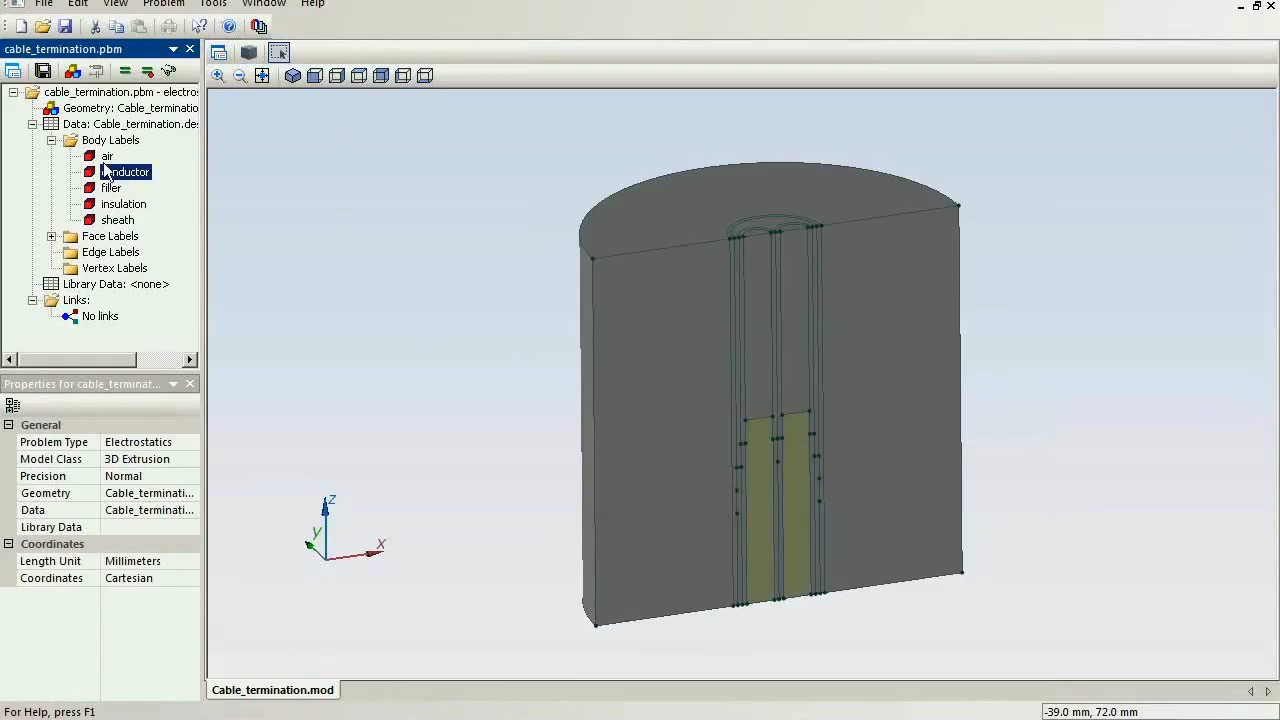 File Edit View Problem Tools Window Help
cable_termination.pbm
cable_termination.pbm - electros
Geometry: Cable_terminatio
Data: Cable_termination.des
Body Labels
air
conductor
filler
insulation
sheath
Face Labels
Edge Labels
Vertex Labels
Library Data: <none>
Links:
No links
Properties for cable_terminat...
General
Problem Type Electrostatics
Model Class 3D Extrusion
Precision Normal
Geometry Cable_terminati...
Data Cable_terminati...
Library Data
Coordinates
Length Unit Millimeters
Coordinates Cartesian
z
y
x
Cable_termination.mod
For Help, press F1
-39.0 mm, 72.0 mm